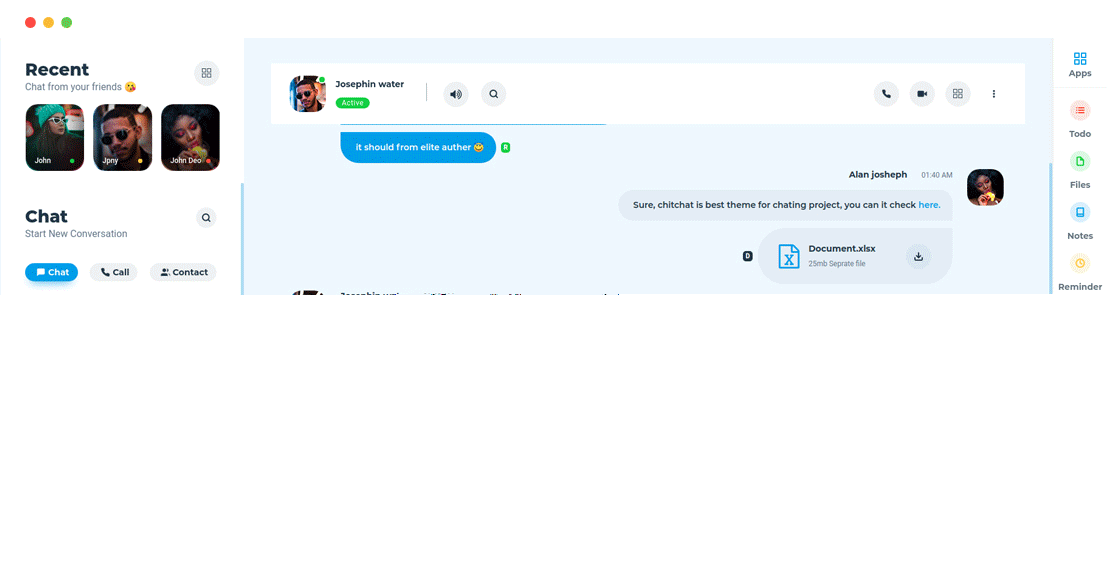 Recent
Chat from your friends 😘
John
Jpny
John Deo
Chat
Start New Conversation
Chat
Call
Contact
Josephin water
Active
it should from elite auther 😊
R
Alan josheph
01:40 AM
Sure, chitchat is best theme for chating project, you can it check here.
D
X
Document.xlsx
25mb Seprate file
Apps
Todo
Files
Notes
Reminder